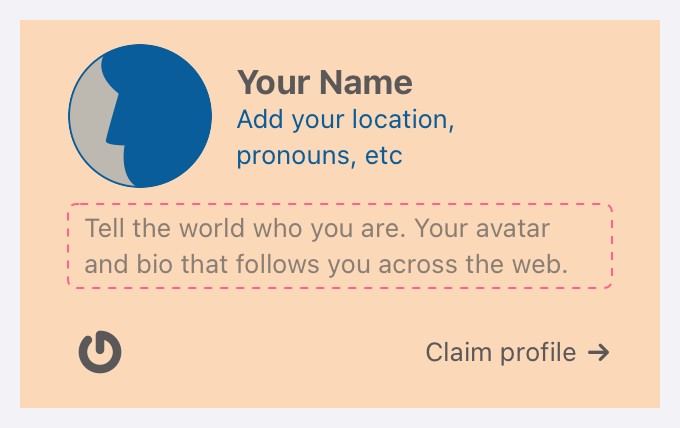 Your Name
Add your location,
pronouns, etc
Tell the world who you are. Your avatar
and bio that follows you across the web.
Claim profile →